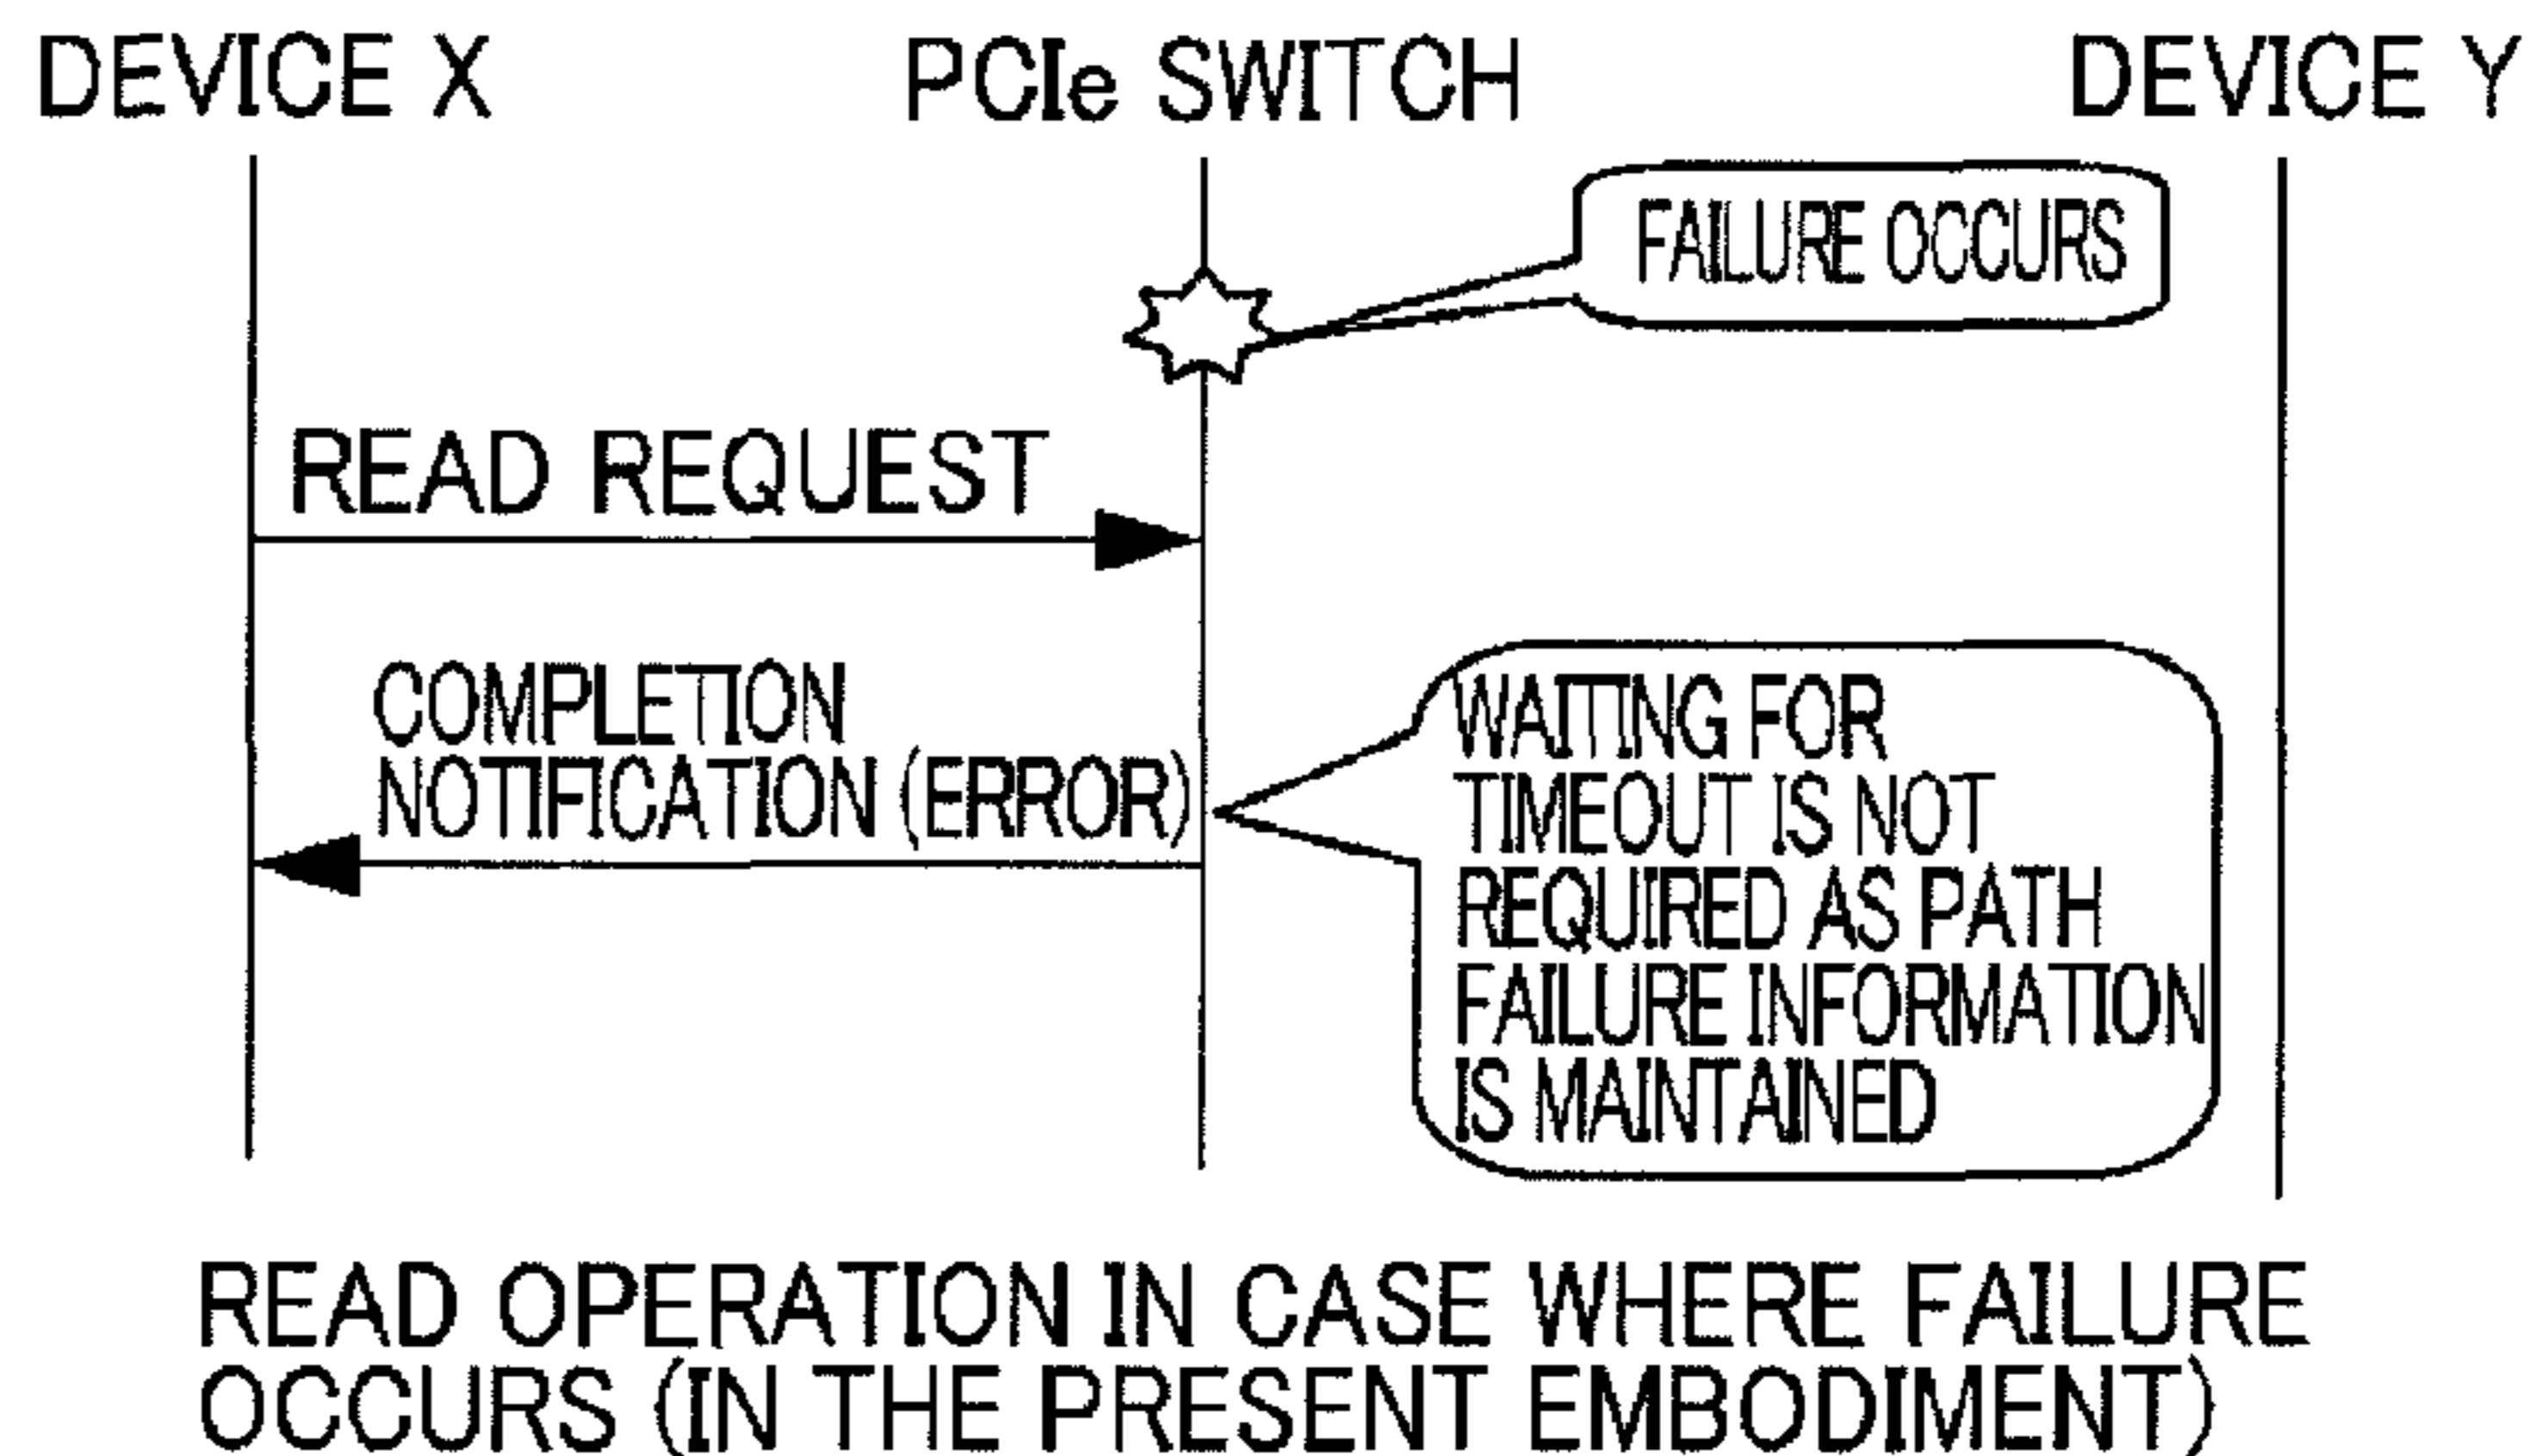 DEVICE X
PCIe SWITCH
DEVICE Y
FAILURE OCCURS
READ REQUEST
COMPLETION
NOTIFICATION (ERROR)
WAITING FOR
TIMEOUT IS NOT
REQUIRED AS PATH
FAILURE INFORMATION
IS MAINTAINED
READ OPERATION IN CASE WHERE FAILURE
OCCURS (IN THE PRESENT EMBODIMENT)